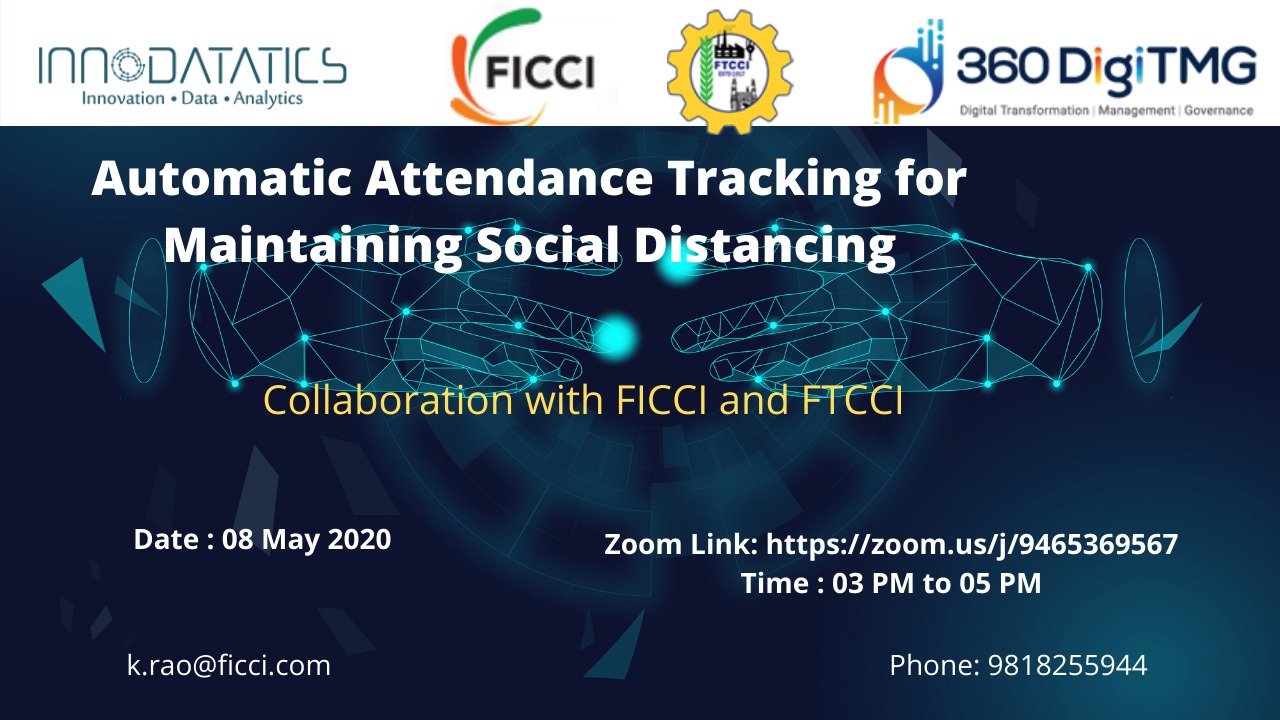 INNODATATICS
Innovation • Data • Analytics
FICCI
FTCCI
ESTD:1917
360 DigiTMG
Digital Transformation | Management | Governance
Automatic Attendance Tracking for
Maintaining Social Distancing
Collaboration with FICCI and FTCCI
Date : 08 May 2020
Zoom Link: https://zoom.us/j/9465369567
Time : 03 PM to 05 PM
k.rao@ficci.com
Phone: 9818255944